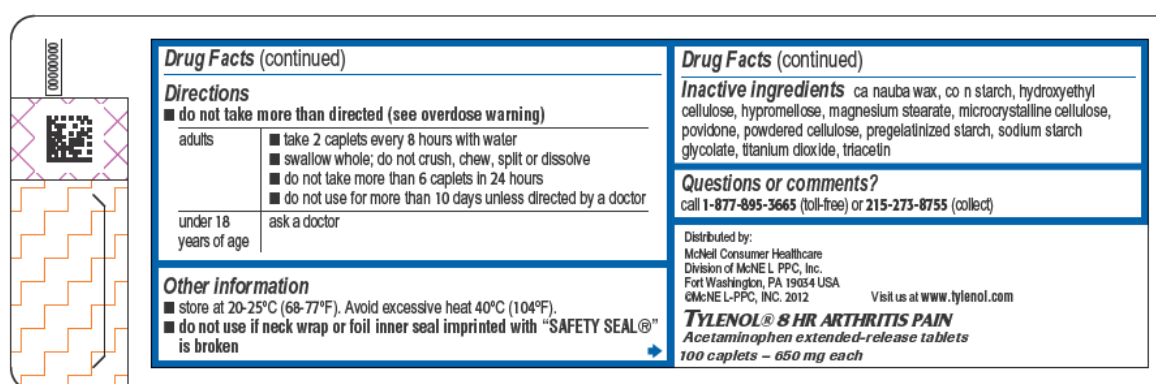 00000000
Drug Facts (continued)
Directions
■ do not take more than directed (see overdose warning)
adults
■ take 2 caplets every 8 hours with water
■ swallow whole; do not crush, chew, split or dissolve
■ do not take more than 6 caplets in 24 hours
■ do not use for more than 10 days unless directed by a doctor
under 18
years of age
ask a doctor
Other information
■ store at 20-25ºC (68-77ºF). Avoid excessive heat 40ºC (104ºF).
■ do not use if neck wrap or foil inner seal imprinted with “SAFETY SEAL®”
is broken
Drug Facts (continued)
Inactive ingredients ca nauba wax, co n starch, hydroxyethyl
cellulose, hypromellose, magnesium stearate, microcrystalline cellulose,
povidone, powdered cellulose, pregelatinized starch, sodium starch
glycolate, titanium dioxide, triacetin
Questions or comments?
call 1-877-895-3665 (toll-free) or 215-273-8755 (collect)
Distributed by:
McNeil Consumer Healthcare
Division of McNE L PPC, Inc.
Fort Washington, PA 19034 USA
©McNE L-PPC, INC. 2012 Visit us at www.tylenol.com
TYLENOL® 8 HR ARTHRITIS PAIN
Acetaminophen extended-release tablets
100 caplets – 650 mg each